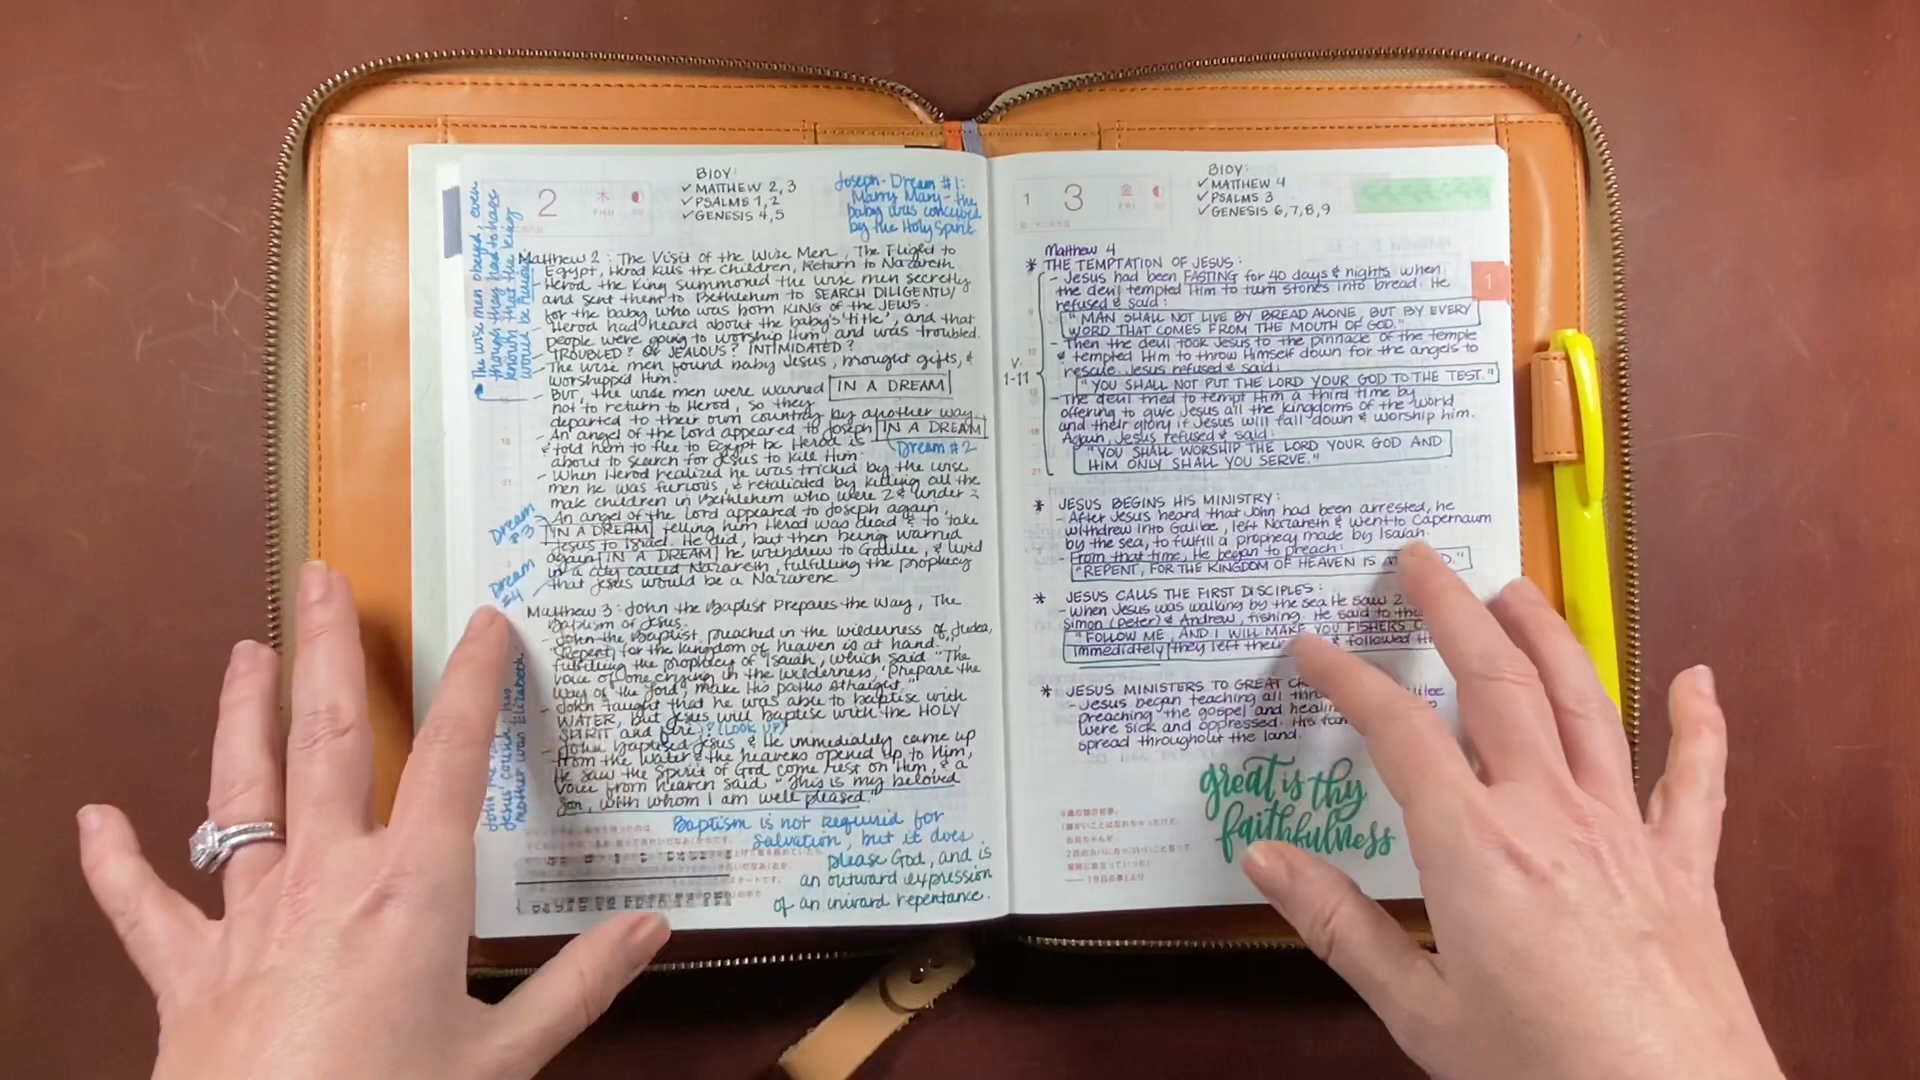 2
木
THU
BIOY:
✓ MATTHEW 2, 3
✓ PSALMS 1, 2
✓ GENESIS 4, 5
Joseph - Dream #1:
Marry Mary - the
baby was conceived
by the Holy Spirit.
The wise men obeyed, even
though they had to have
known that the king
would be furious.
Matthew 2: The Visit of the Wise Men, The Flight to
Egypt, Herod kills the children, Return to Nazareth
- Herod the King summoned the wise men secretly
and sent them to Bethlehem to SEARCH DILIGENTLY
for the baby who was born KING OF THE JEWS.
- Herod had heard about the baby's 'title', and that
people were going to worship Him, and was troubled.
- TROUBLED? Or JEALOUS? INTIMIDATED?
- The wise men found baby Jesus, brought gifts, &
worshipped Him.
- BUT, the wise men were warned IN A DREAM
not to return to Herod, so they
departed to their own country by another way.
- An angel of the Lord appeared to Joseph IN A DREAM
& told him to flee to Egypt bc Herod is
about to search for Jesus to kill Him.
Dream #2
- When Herod realized he was tricked by the wise
men he was furious, & retaliated by killing all the
male children in Bethlehem who were 2 & under
Dream #3
- An angel of the Lord appeared to Joseph again,
IN A DREAM telling him Herod was dead & to take
Jesus to Israel. He did, but then being warned
again IN A DREAM he withdrew to Galilee, & lived
in a city called Nazareth, fulfilling the prophecy
that Jesus would be a Nazarene.
Dream #4
Matthew 3: John the Baptist Prepares the Way, The
Baptism of Jesus.
- John the Baptist preached in the wilderness of Judea,
(Repent) for the kingdom of heaven is at hand.
fulfilling the prophecy of Isaiah, which said "The
voice of one crying in the wilderness, 'Prepare the
way of the Lord; make His paths straight.'"
- John taught that he was able to baptise with
WATER, but Jesus will baptise with the HOLY
SPIRIT and (fire)? (LOOK UP)
- John baptised Jesus, & He immediately came up
from the water & the heavens opened up to Him,
He saw the Spirit of God come rest on Him, & a
voice from heaven said "This is my beloved
Son, with whom I am well pleased."
Jesus' cousin; his
mother was Elizabeth.
Baptism is not required for
salvation, but it does
please God, and is
an outward expression
of an inward repentance.
1
3
金
FRI
BIOY:
✓ MATTHEW 4
✓ PSALMS 3
✓ GENESIS 6, 7, 8, 9
1
Matthew 4
* THE TEMPTATION OF JESUS:
- Jesus had been FASTING for 40 days & nights when
the devil tempted Him to turn stones into bread. He
refused & said:
"MAN SHALL NOT LIVE BY BREAD ALONE, BUT BY EVERY
WORD THAT COMES FROM THE MOUTH OF GOD."
- Then the devil took Jesus to the pinnacle of the temple
& tempted Him to throw Himself down for the angels to
rescue. Jesus refused & said:
V.
1-11
"YOU SHALL NOT PUT THE LORD YOUR GOD TO THE TEST."
- The devil tried to tempt Him a third time by
offering to give Jesus all the kingdoms of the world
and their glory if Jesus will fall down & worship him.
Again, Jesus refused & said:
"YOU SHALL WORSHIP THE LORD YOUR GOD AND
HIM ONLY SHALL YOU SERVE."
* JESUS BEGINS HIS MINISTRY:
- After Jesus heard that John had been arrested, he
withdrew into Galilee, left Nazareth & went to Capernaum
by the sea, to fulfill a prophecy made by Isaiah.
- From that time, He began to preach:
"REPENT, FOR THE KINGDOM OF HEAVEN IS
* JESUS CALLS THE FIRST DISCIPLES:
- When Jesus was walking by the sea He saw 2
Simon (Peter) & Andrew, fishing. He said to
"FOLLOW ME, AND I WILL MAKE YOU FISHERS
Immediately they left their & followed
* JESUS MINISTERS TO GREAT
- Jesus began teaching all
preaching the gospel and
were sick and oppressed. His
spread throughout the land.
great is thy
faithfulness